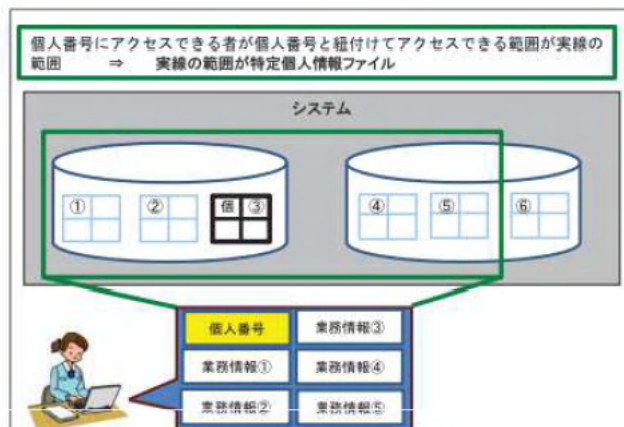 個人番号にアクセスできる者が個人番号と紐付けてアクセスできる範囲が実線の
範囲 ⇒ 実線の範囲が特定個人情報ファイル
システム
① ② 個 ③ ④ ⑤ ⑥
個人番号 業務情報③
業務情報① 業務情報④
業務情報② 業務情報⑤